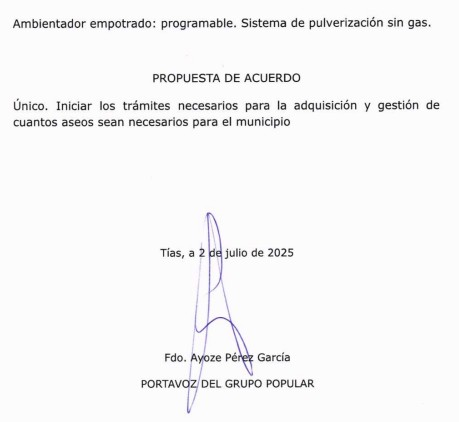 Ambientador empotrado: programable. Sistema de pulverización sin gas.
PROPUESTA DE ACUERDO
Único. Iniciar los trámites necesarios para la adquisición y gestión de
cuantos aseos sean necesarios para el municipio
Tías, a 2 de julio de 2025
Fdo. Ayoze Pérez García
PORTAVOZ DEL GRUPO POPULAR